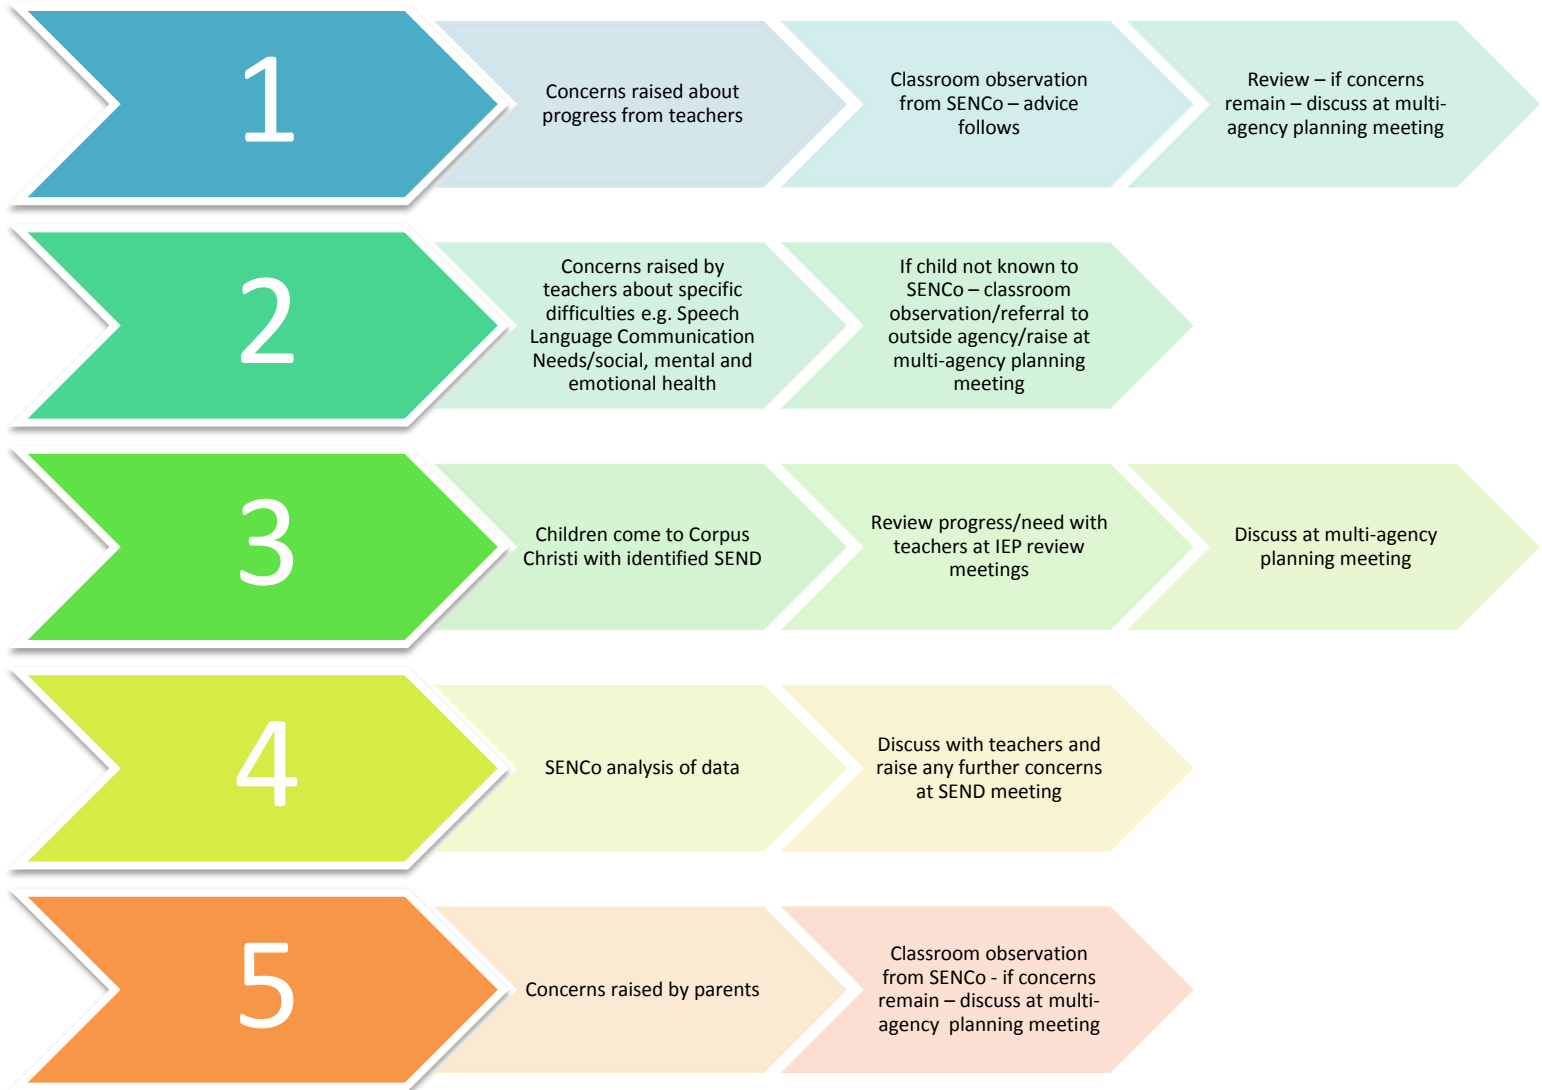 1
Concerns raised about
progress from teachers
Classroom observation
from SENCo – advice
follows
Review – if concerns
remain – discuss at multi-
agency planning meeting
2
Concerns raised by
teachers about specific
difficulties e.g. Speech
Language Communication
Needs/social, mental and
emotional health
If child not known to
SENCo – classroom
observation/referral to
outside agency/raise at
multi-agency planning
meeting
3
Children come to Corpus
Christi with identified SEND
Review progress/need with
teachers at IEP review
meetings
Discuss at multi-agency
planning meeting
4
SENCo analysis of data
Discuss with teachers and
raise any further concerns
at SEND meeting
5
Concerns raised by parents
Classroom observation
from SENCo - if concerns
remain – discuss at multi-
agency  planning meeting